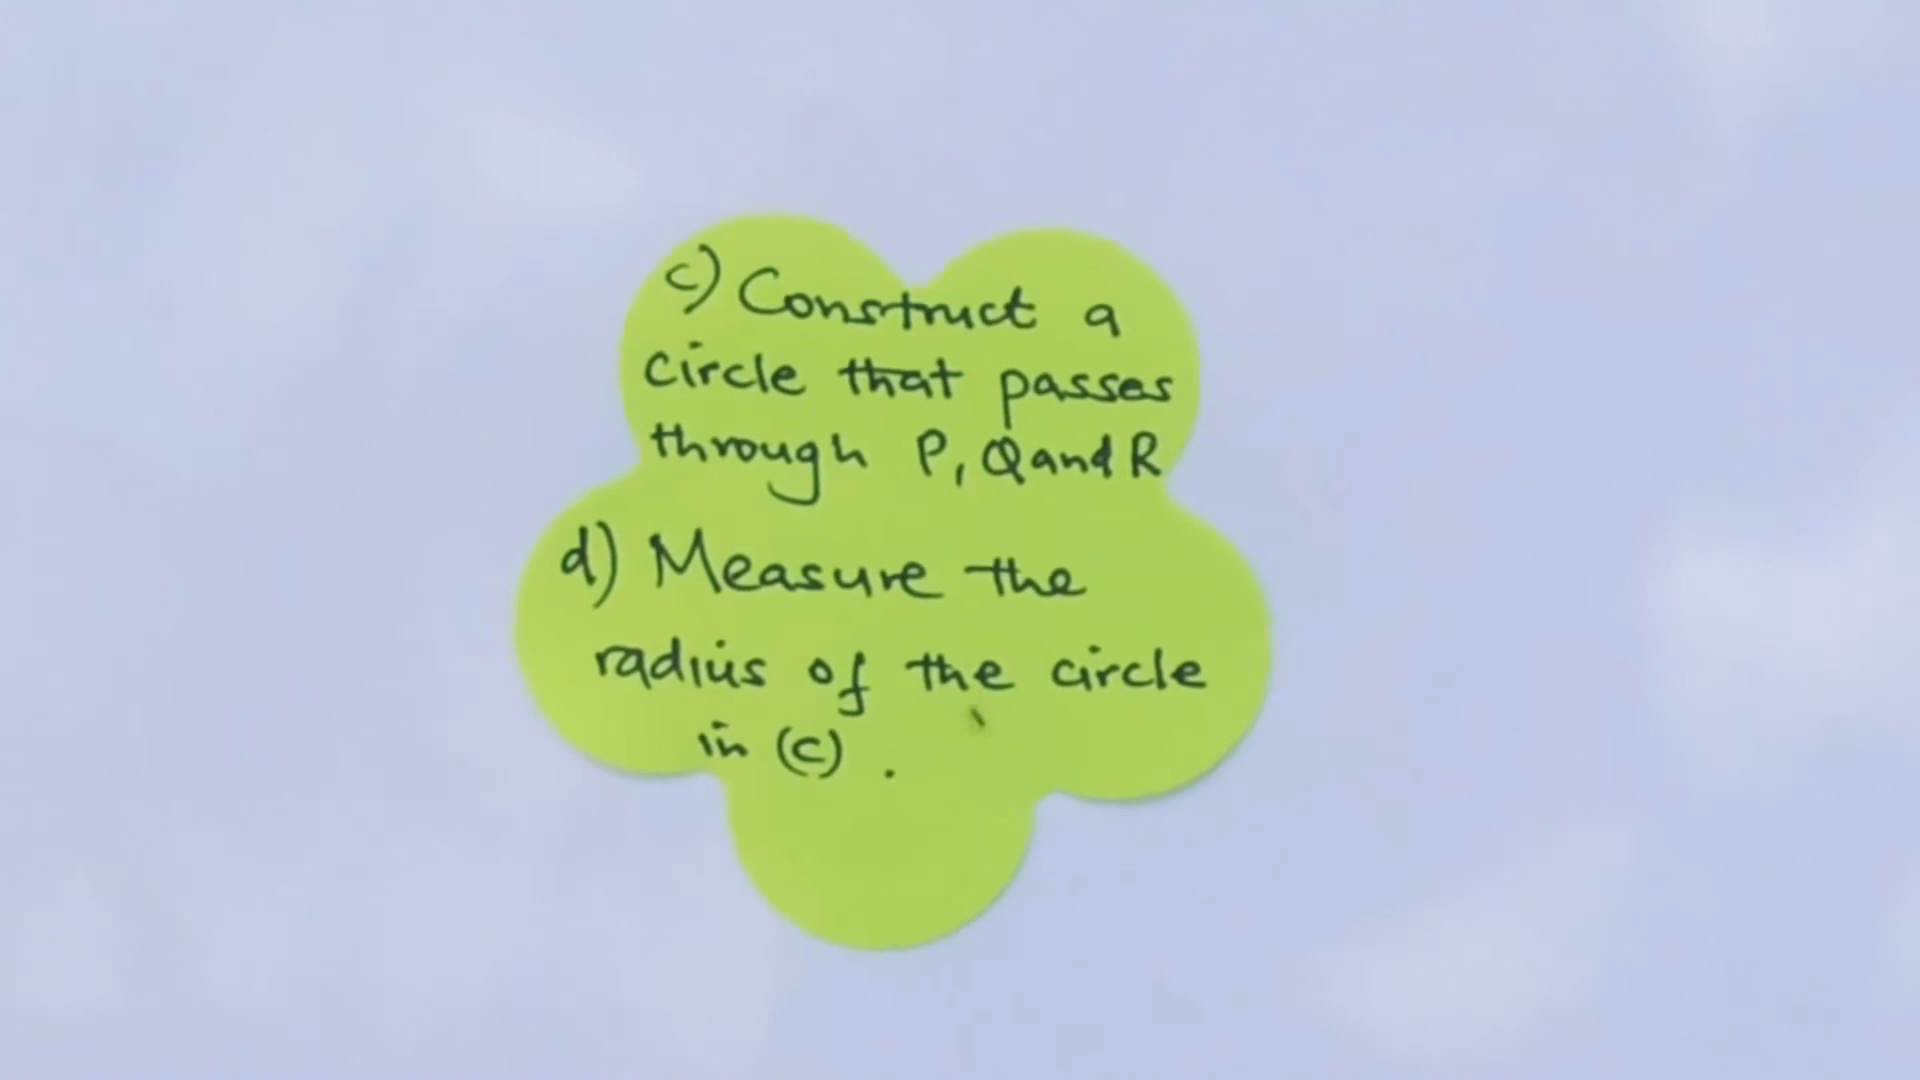 c) Construct a
circle that passes
through P, Q and R
d) Measure the
radius of the circle
in (c) .